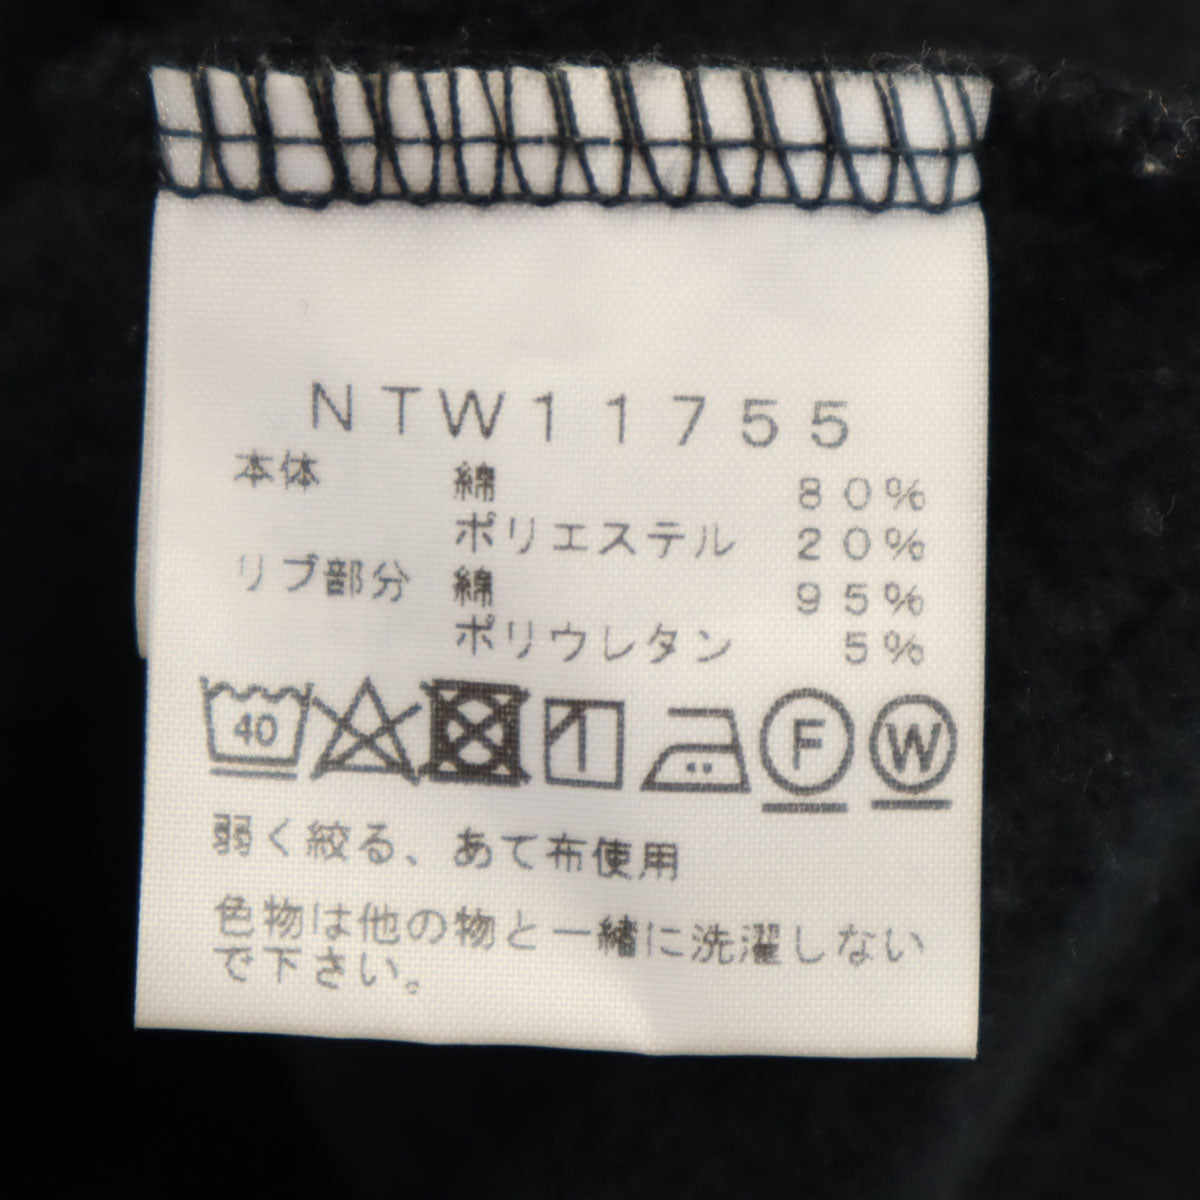 NTW11755
本体 綿 80%
ポリエステル 20%
リブ部分 綿 95%
ポリウレタン 5%
40 F W
弱く絞る、あて布使用
色物は他の物と一緒に洗濯しない
で下さい。